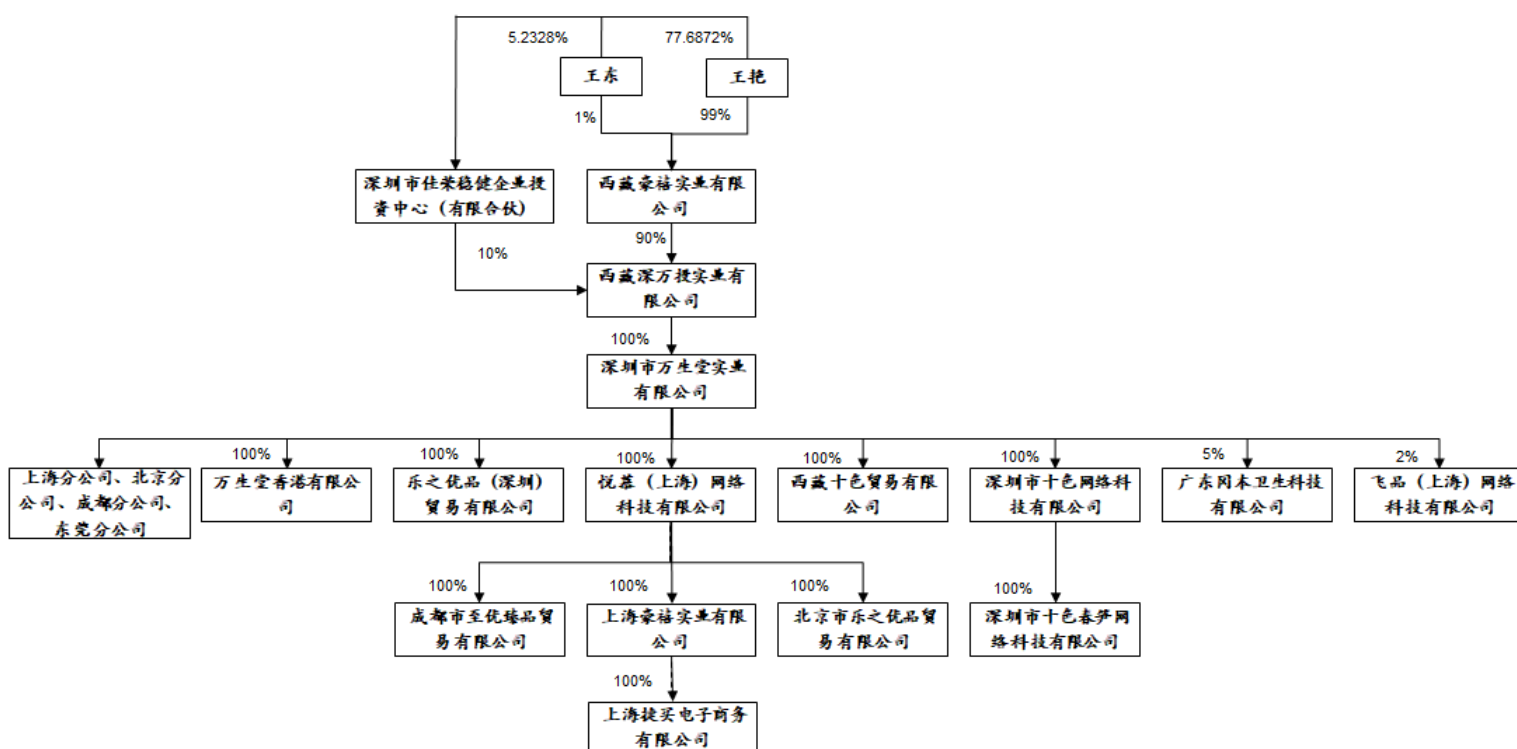 5.2328%
77.6872%
王东
王艳
1%
99%
深圳市佳荣稳健企业投
资中心（有限合伙）
西藏豪禧实业有限
公司
90%
10%
西藏深万投实业有
限公司
100%
深圳市万生堂实业
有限公司
100%
100%
100%
100%
100%
5%
2%
上海分公司、北京分
公司、成都分公司、
东莞分公司
万生堂香港有限公
司
乐之优品（深圳）
贸易有限公司
悦荟（上海）网络
科技有限公司
西藏十色贸易有限
公司
深圳市十色网络科
技有限公司
广东冈本卫生科技
有限公司
飞品（上海）网络
科技有限公司
100%
100%
100%
100%
成都市至优臻品贸
易有限公司
上海豪禧实业有限
公司
北京市乐之优品贸
易有限公司
深圳市十色春笋网
络科技有限公司
100%
上海捷买电子商务
有限公司